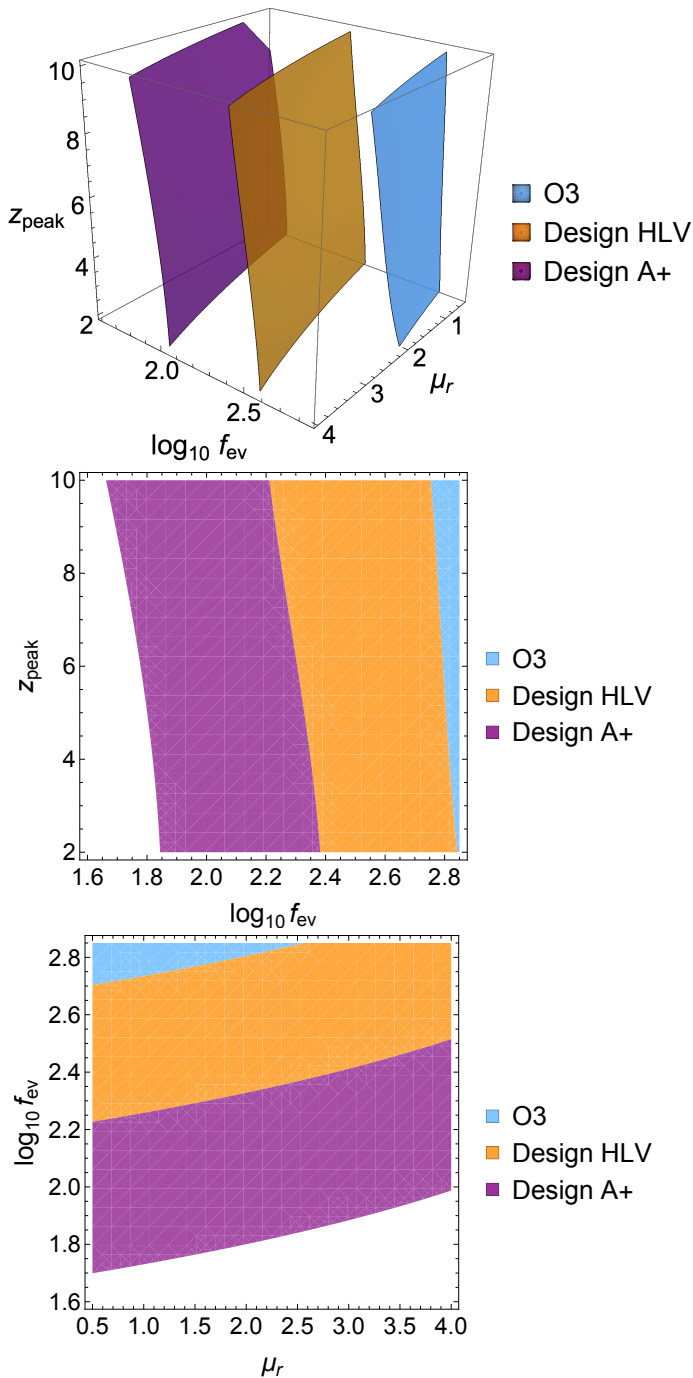 10
8
6
z_peak
4
2
2.0
2.5
log₁₀ f_ev
1
2
3
4
μ_r
O3
Design HLV
Design A+
10
8
6
4
2
z_peak
1.6 1.8 2.0 2.2 2.4 2.6 2.8
log₁₀ f_ev
O3
Design HLV
Design A+
2.8
2.6
2.4
2.2
2.0
1.8
1.6
log₁₀ f_ev
0.5 1.0 1.5 2.0 2.5 3.0 3.5 4.0
μ_r
O3
Design HLV
Design A+